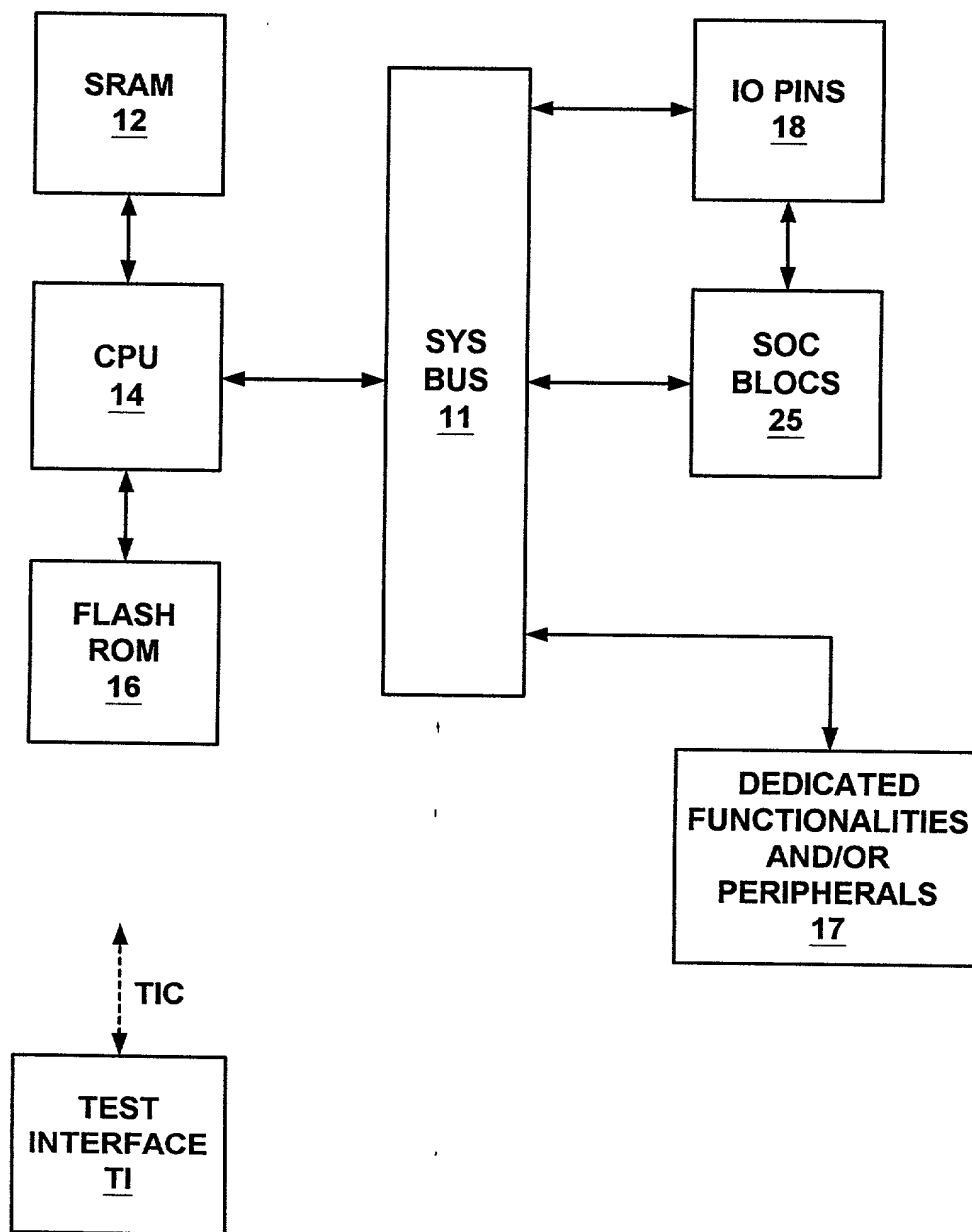 SRAM
12
IO PINS
18
CPU
14
SYS
BUS
11
SOC
BLOCS
25
FLASH
ROM
16
DEDICATED
FUNCTIONALITIES
AND/OR
PERIPHERALS
17
TIC
TEST
INTERFACE
TI